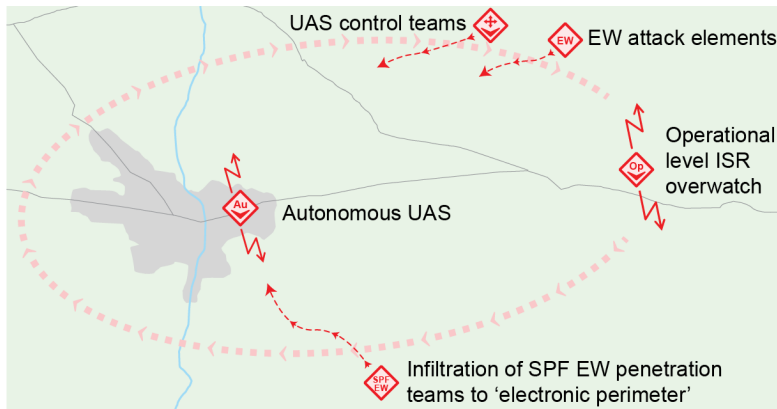 UAS control teams
EW
EW attack elements
Op
Operational
level ISR
overwatch
Au
Autonomous UAS
SPF
EW
Infiltration of SPF EW penetration
teams to ‘electronic perimeter’